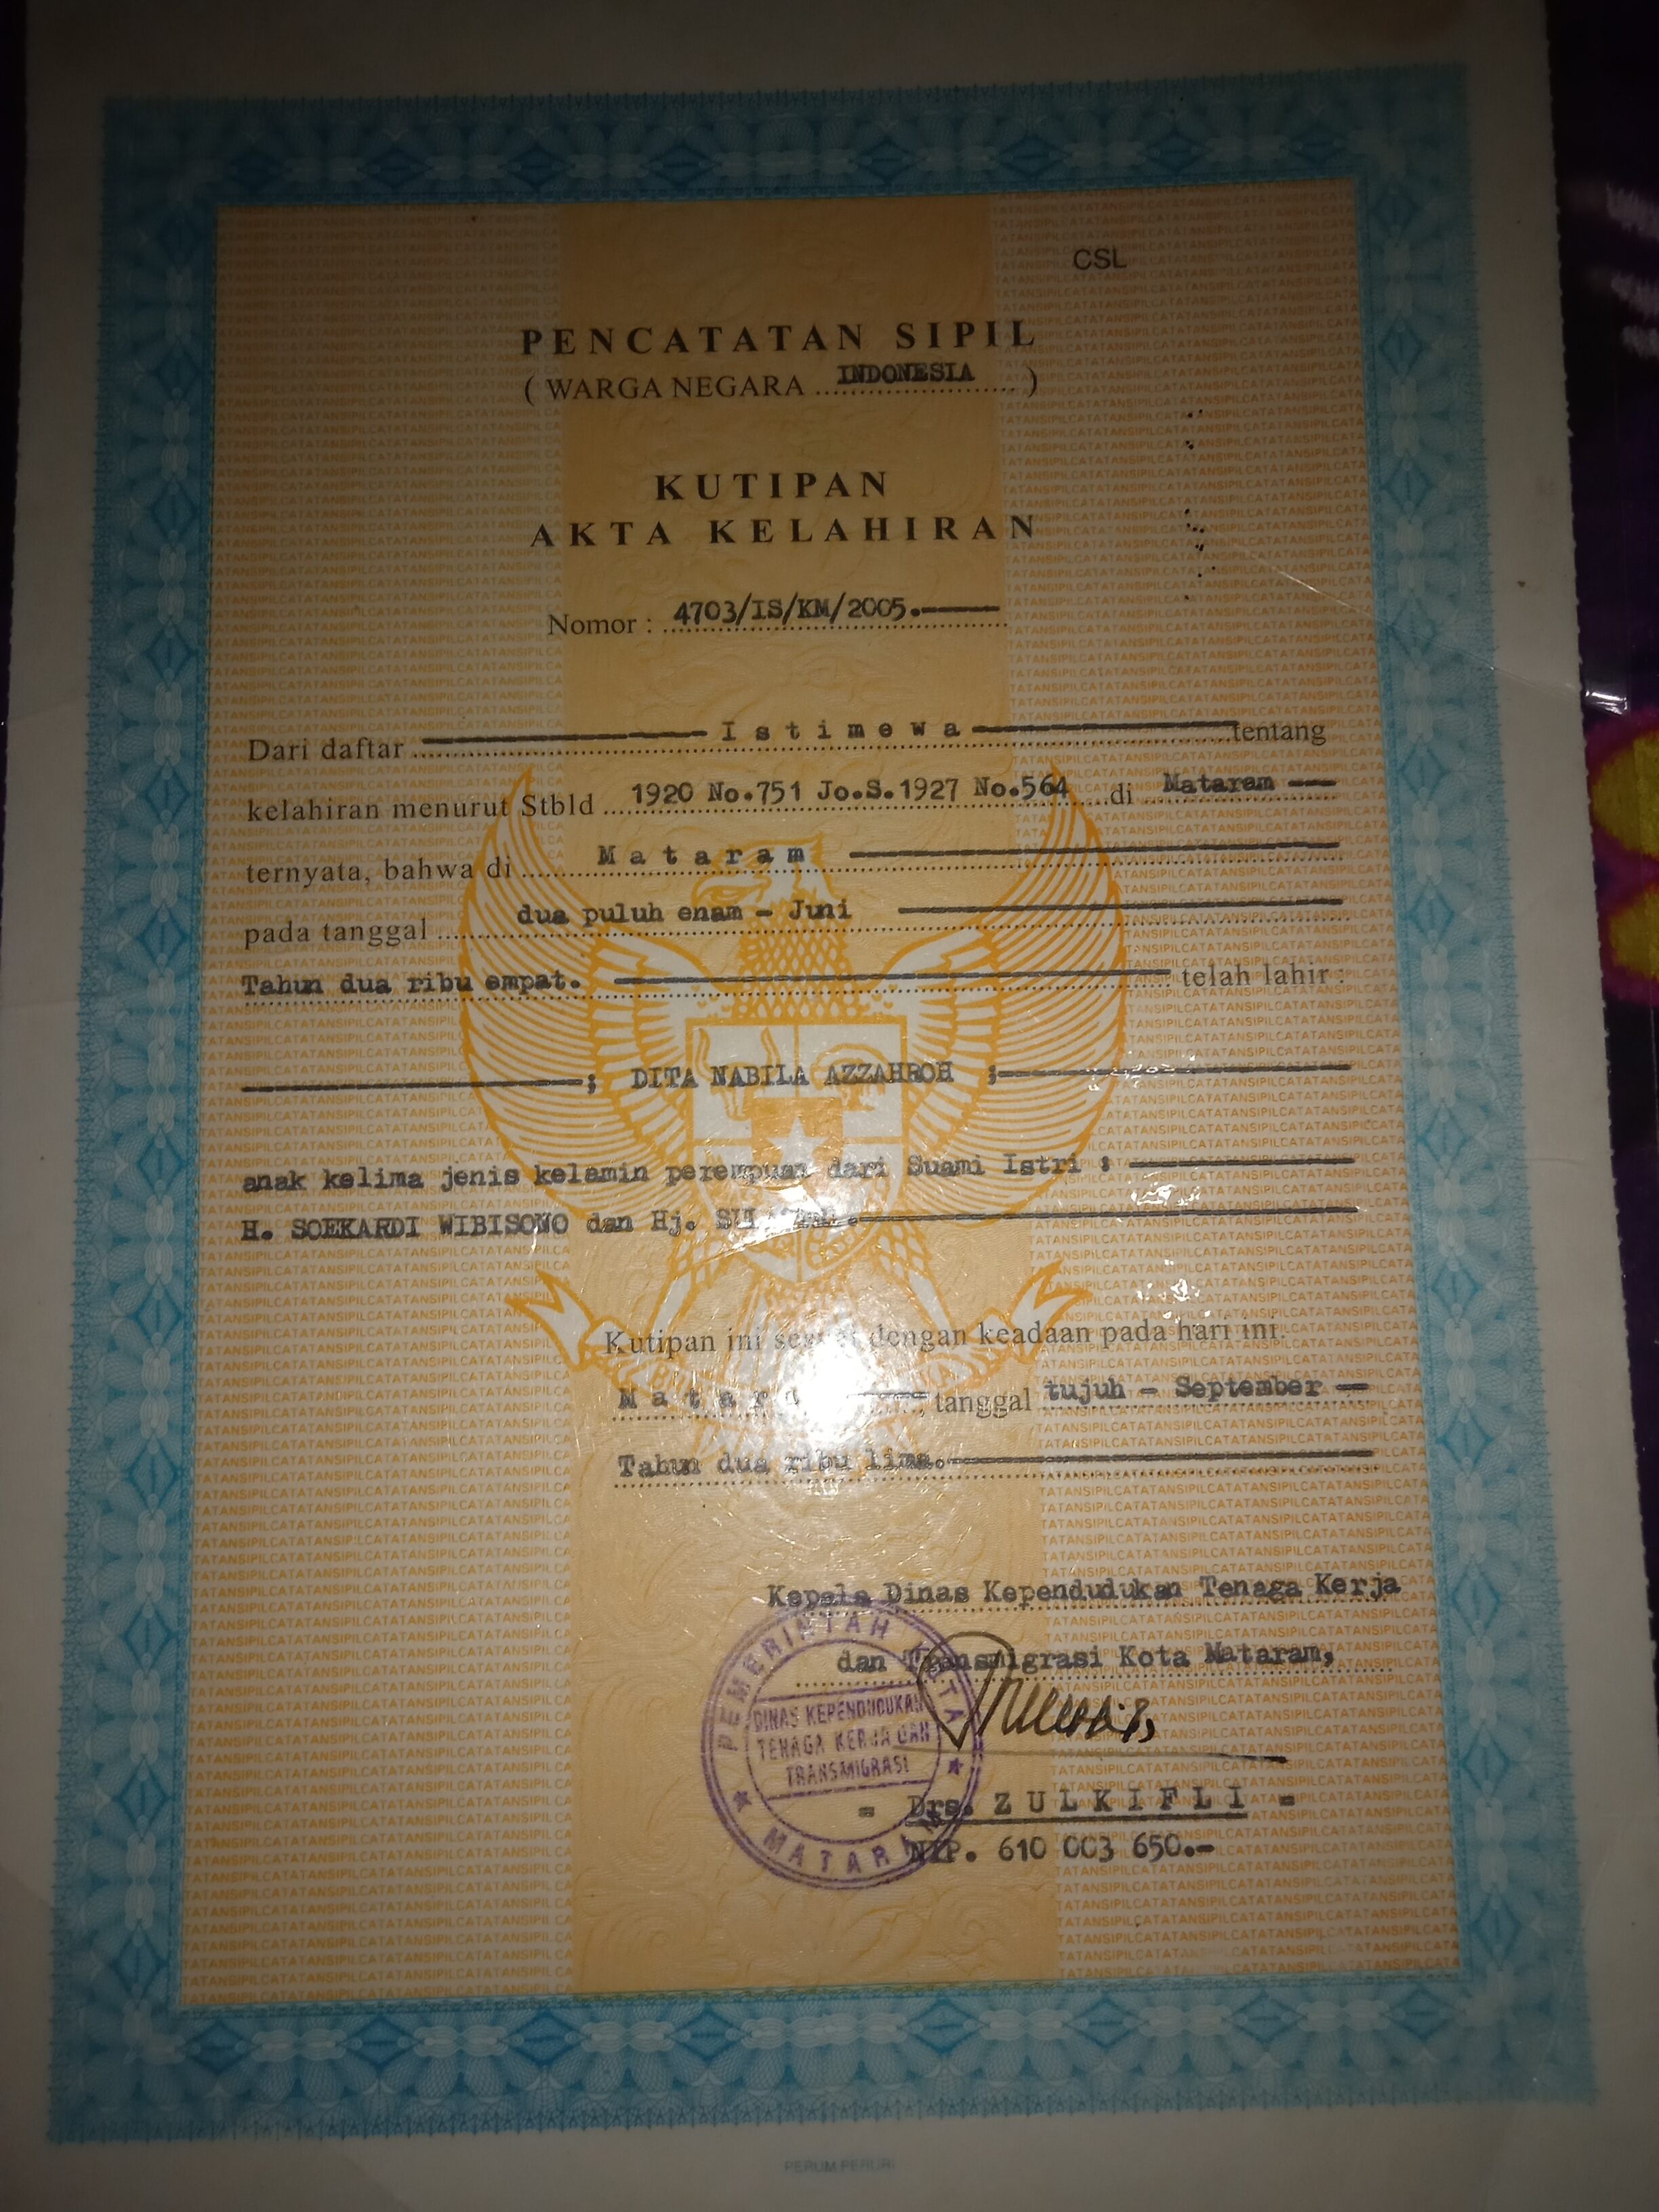 CSL
PENCATATAN SIPIL
( WARGA NEGARA INDONESIA )
KUTIPAN
AKTA KELAHIRAN
Nomor : 4703/IS/KM/2005.
Dari daftar Istimewa tentang
kelahiran menurut Stbld 1920 No.751 Jo.S.1927 No.564 di Mataram
ternyata, bahwa di Mataram
pada tanggal dua puluh enam - Juni
Tahun dua ribu empat. telah lahir :
; DITA NABILA AZZAHROH ;
anak kelima jenis kelamin perempuan dari Suami Istri ;
H. SOEKARDI WIBISONO dan Hj.
Kutipan ini dengan keadaan pada hari ini.
tanggal tujuh - September
Tahun dua ribu lima.
Kepala Dinas Kependudukan Tenaga Kerja
dan Transmigrasi Kota Mataram,
PEMERINTAH KOTA
DINAS KEPENDUDUKAN
TENAGA KERJA DAN
TRANSMIGRASI
MATARAM
- Drs. ZULKIFLI -
NIP. 610 003 650.-
PERUM PERURI